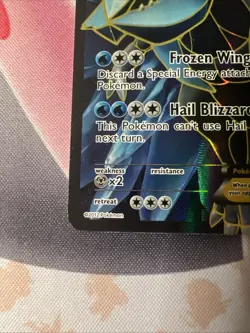 Frozen Wing
Discard a Special Energy attach
Pokémon.
Hail Blizzard
This Pokémon can't use Hail
next turn.
weakness resistance
×2
retreat
©2012 Pokémon